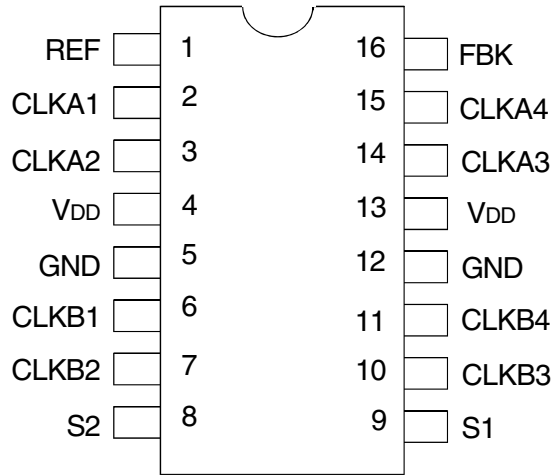 REF 1 16 FBK
CLKA1 2 15 CLKA4
CLKA2 3 14 CLKA3
VDD 4 13 VDD
GND 5 12 GND
CLKB1 6 11 CLKB4
CLKB2 7 10 CLKB3
S2 8 9 S1